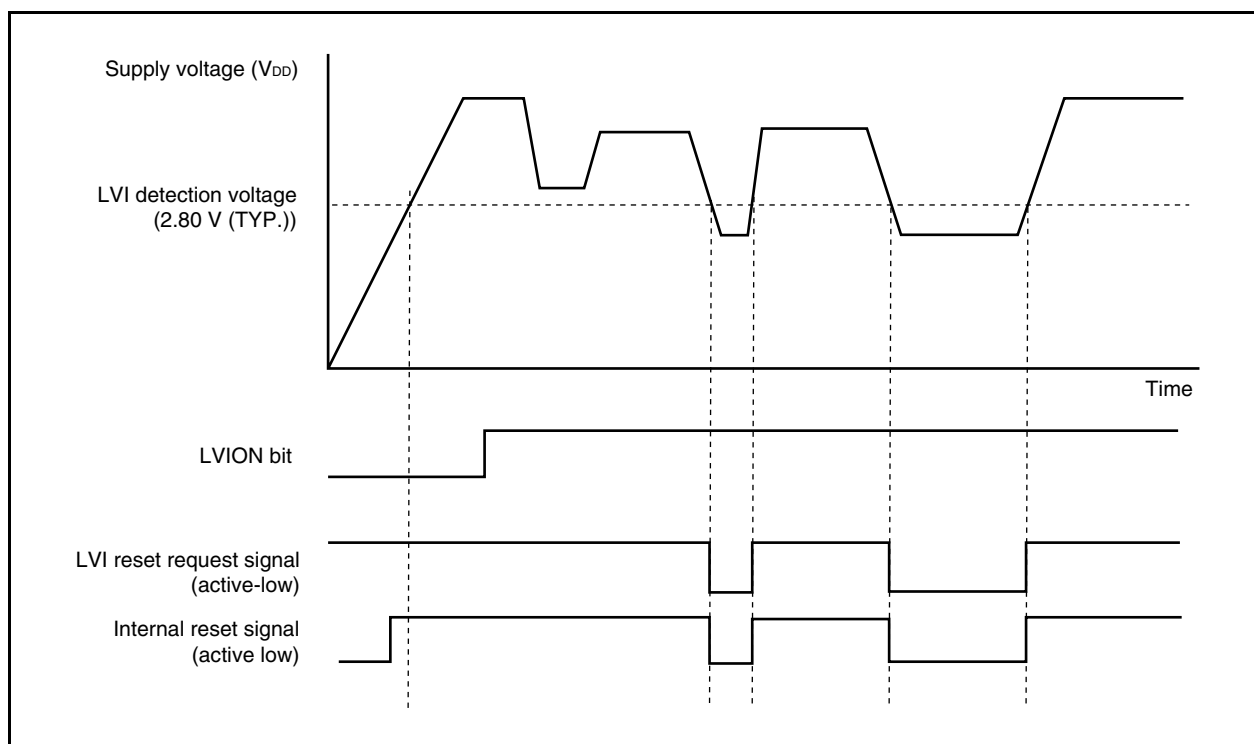 Supply voltage (VDD)
LVI detection voltage
(2.80 V (TYP.))
Time
LVION bit
LVI reset request signal
(active-low)
Internal reset signal
(active low)